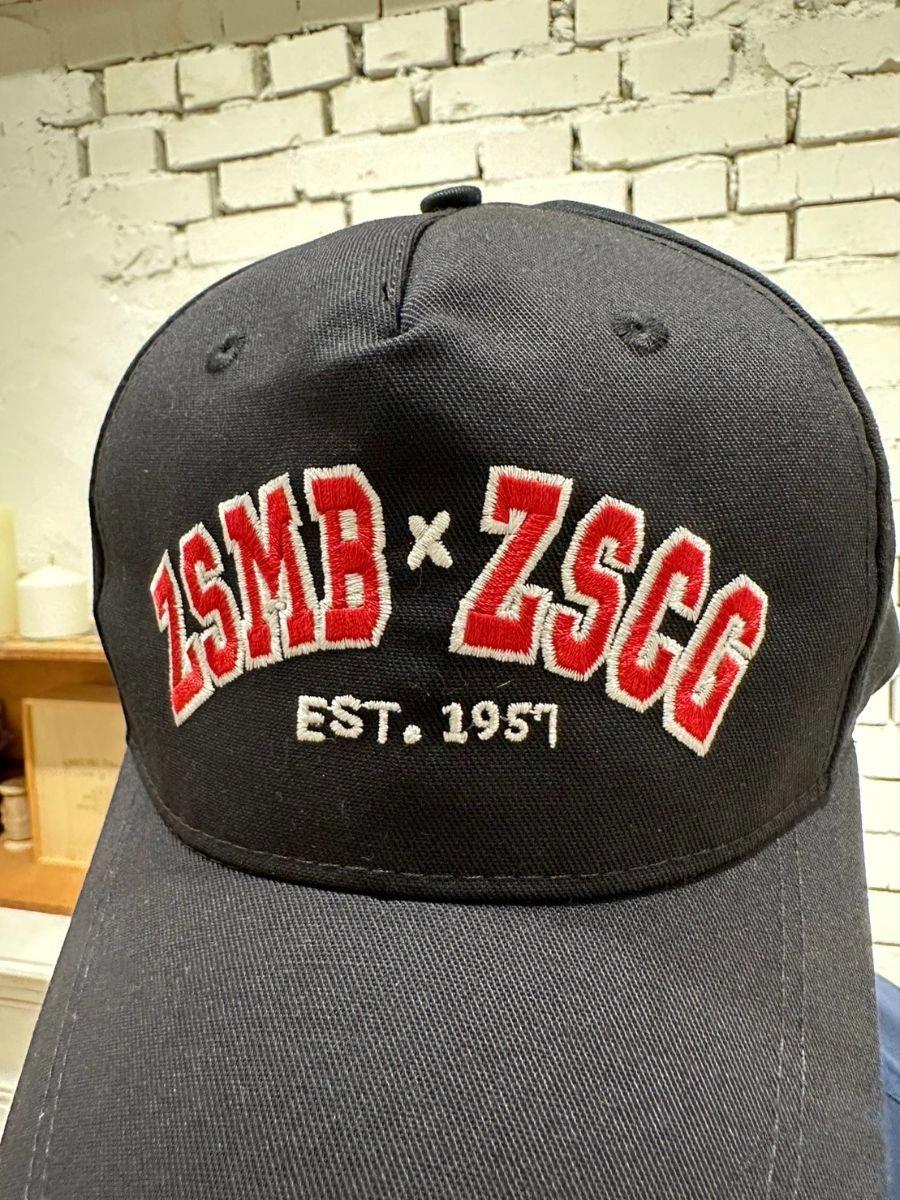 ZSMB x ZSCG
EST. 1957